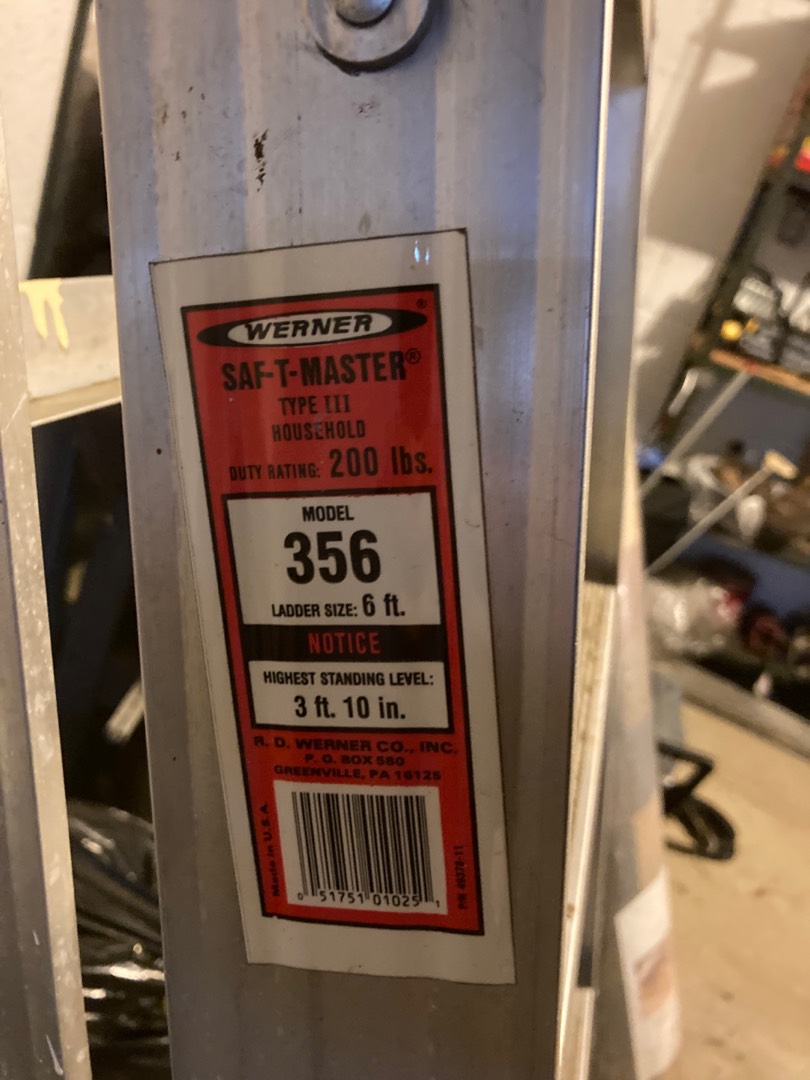 WERNER®
SAF-T-MASTER®
TYPE III
HOUSEHOLD
DUTY RATING: 200 lbs.
MODEL
356
LADDER SIZE: 6 ft.
NOTICE
HIGHEST STANDING LEVEL:
3 ft. 10 in.
R. D. WERNER CO., INC.
P. O. BOX 580
GREENVILLE, PA 16125
Made in U.S.A.
0 51751 01025 1